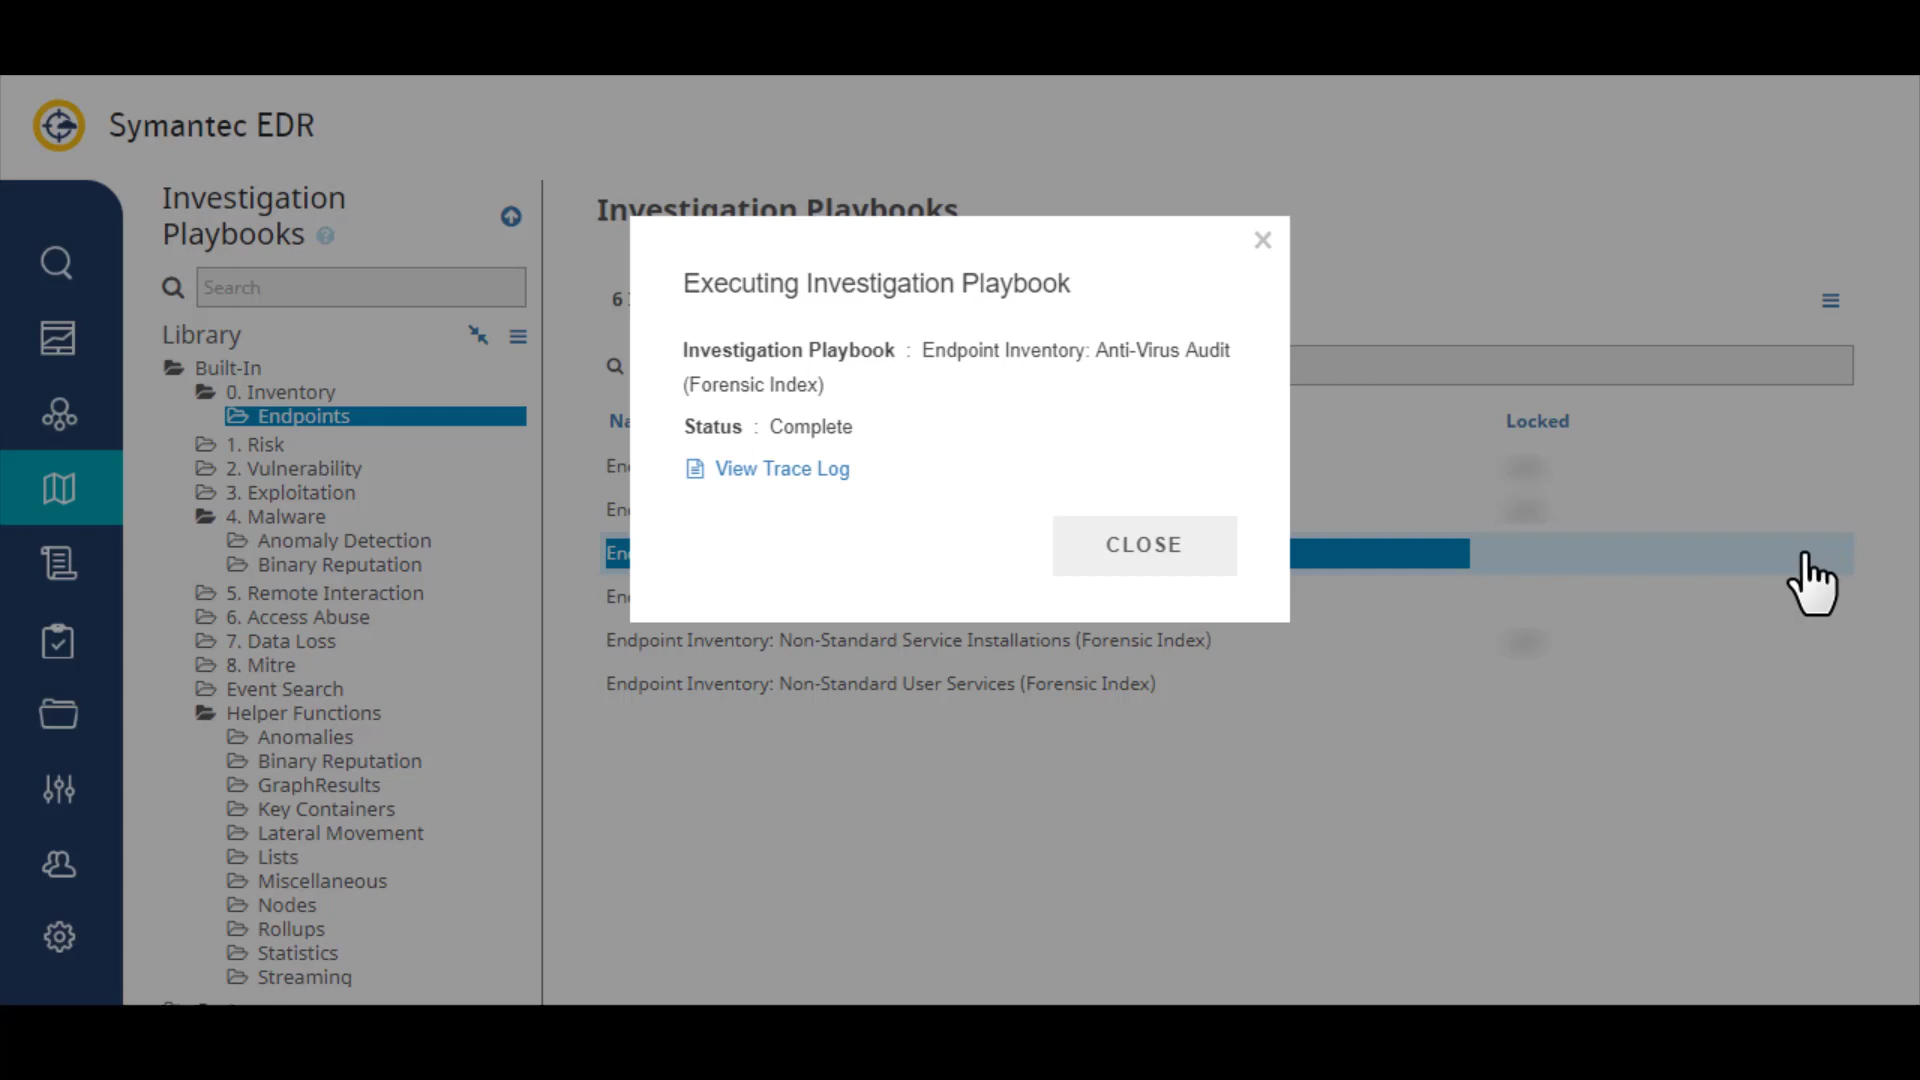 Symantec EDR
Investigation
Playbooks
Search
Library
Built-In
0. Inventory
Endpoints
1. Risk
2. Vulnerability
3. Exploitation
4. Malware
Anomaly Detection
Binary Reputation
5. Remote Interaction
6. Access Abuse
7. Data Loss
8. Mitre
Event Search
Helper Functions
Anomalies
Binary Reputation
GraphResults
Key Containers
Lateral Movement
Lists
Miscellaneous
Nodes
Rollups
Statistics
Streaming
Investigation Playbooks
6
Locked
Executing Investigation Playbook
Investigation Playbook : Endpoint Inventory: Anti-Virus Audit
(Forensic Index)
Status : Complete
View Trace Log
CLOSE
Endpoint Inventory: Non-Standard Service Installations (Forensic Index)
Endpoint Inventory: Non-Standard User Services (Forensic Index)